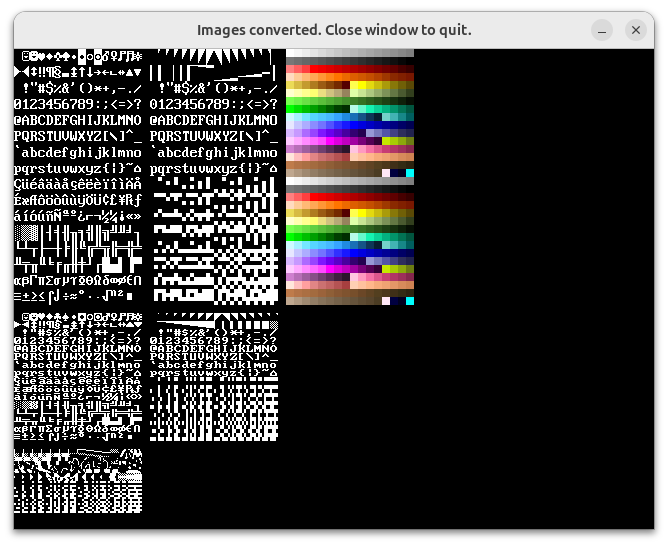 Images converted. Close window to quit.
☺☻♥♦♣♠•◘○◙♂♀♪♫☼
►◄↕‼¶§▬↨↑↓→←∟↔▲▼
!"#$%&'()*+,-./
0123456789:;<=>?
@ABCDEFGHIJKLMNO
PQRSTUVWXYZ[\]^_
`abcdefghijklmno
pqrstuvwxyz{¦}~⌂
ÇüéâäàåçêëèïîìÄÅ
ÉæÆôöòûùÿÖÜ¢£¥₧ƒ
áíóúñÑªº¿⌐¬½¼¡«»
αßΓπΣσµτΦΘΩδ∞φε∩
≡±≥≤⌠⌡÷≈°∙·√ⁿ²■
!"#$%&'()*+,-./
0123456789:;<=>?
@ABCDEFGHIJKLMNO
PQRSTUVWXYZ[\]^_
`abcdefghijklmno
pqrstuvwxyz{¦}~⌂
☺☻♥♦♣♠•◘○◙♂♀♪♫☼
►◄↕‼¶§▬↨↑↓→←∟↔▲▼
!"#$%&'()*+,-./
0123456789:;<=>?
@ABCDEFGHIJKLMNO
PQRSTUVWXYZ[\]^_
`abcdefghijklmno
pqrstuvwxyz{¦}~⌂
ÇüéâäàåçêëèïîìÄÅ
ÉæÆôöòûùÿÖÜ¢£¥₧ƒ
áíóúñÑªº¿⌐¬½¼¡«»
αßΓπΣσµτΦΘΩδ∞φε∩
≡±≥≤⌠⌡÷≈°∙·√ⁿ²■
!"#$%&'()*+,-./
0123456789:;<=>?
@ABCDEFGHIJKLMNO
PQRSTUVWXYZ[\]^_
`abcdefghijklmno
pqrstuvwxyz{¦}~⌂